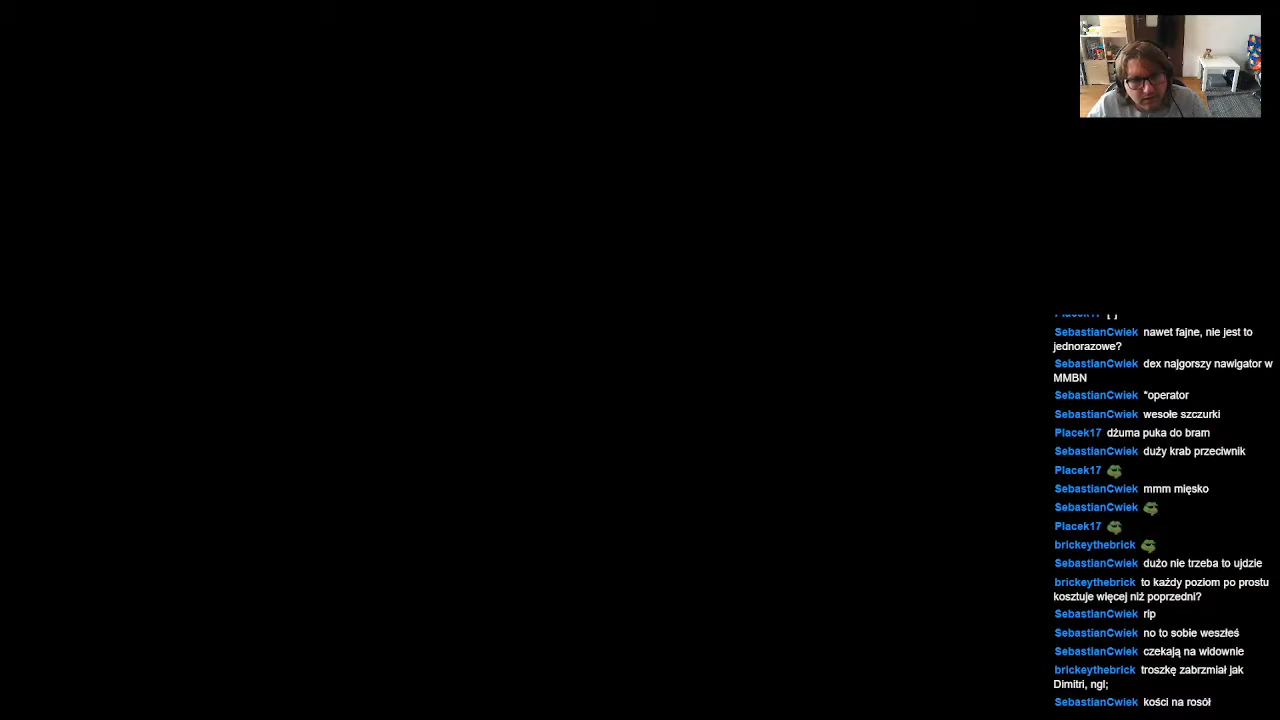 SebastianCwiek nawet fajne, nie jest to
jednorazowe?
SebastianCwiek dex najgorszy nawigator w
MMBN
SebastianCwiek *operator
SebastianCwiek wesołe szczurki
Placek17 dżuma puka do bram
SebastianCwiek duży krab przeciwnik
Placek17
SebastianCwiek mmm mięsko
SebastianCwiek
Placek17
brickeythebrick
SebastianCwiek dużo nie trzeba to ujdzie
brickeythebrick to każdy poziom po prostu
kosztuje więcej niż poprzedni?
SebastianCwiek rip
SebastianCwiek no to sobie weszłeś
SebastianCwiek czekają na widownie
brickeythebrick troszkę zabrzmiał jak
Dimitri, ngl;
SebastianCwiek kości na rosół